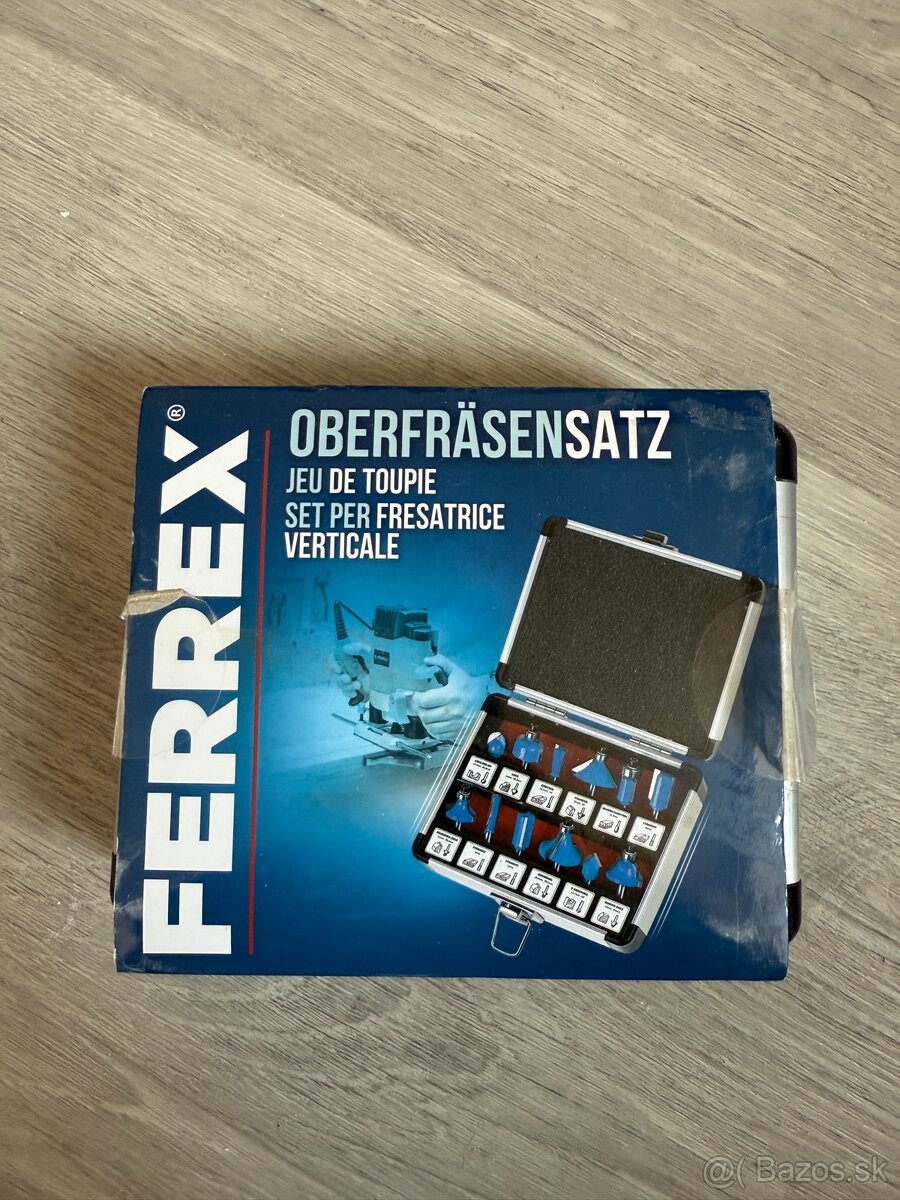 FERREX®
OBERFRÄSENSATZ
JEU DE TOUPIE
SET PER FRESATRICE
VERTICALE
@( Bazos.sk